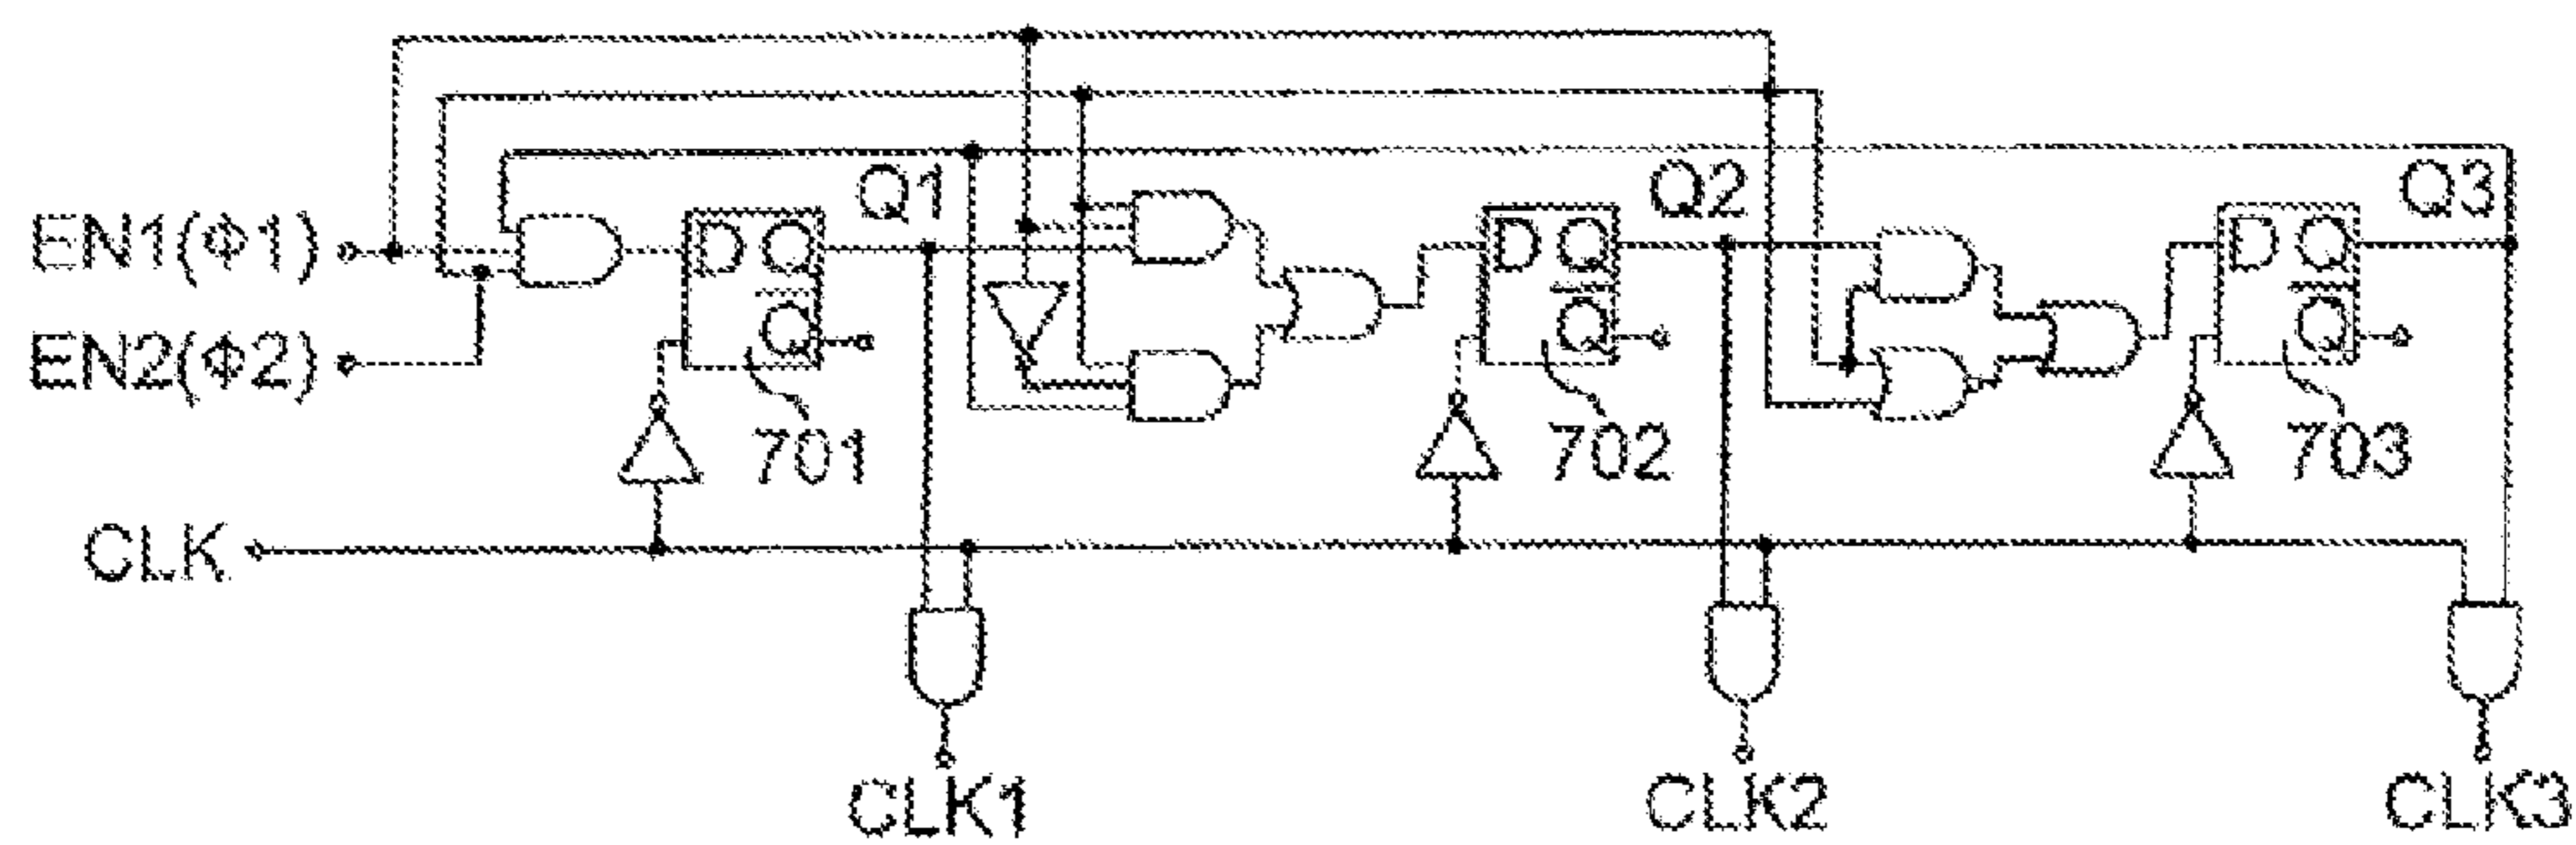 Q1 Q2 Q3
EN1(Φ1)
D Q D Q D Q
EN2(Φ2)
Q̅ Q̅ Q̅
701 702 703
CLK
CLK1 CLK2 CLK3